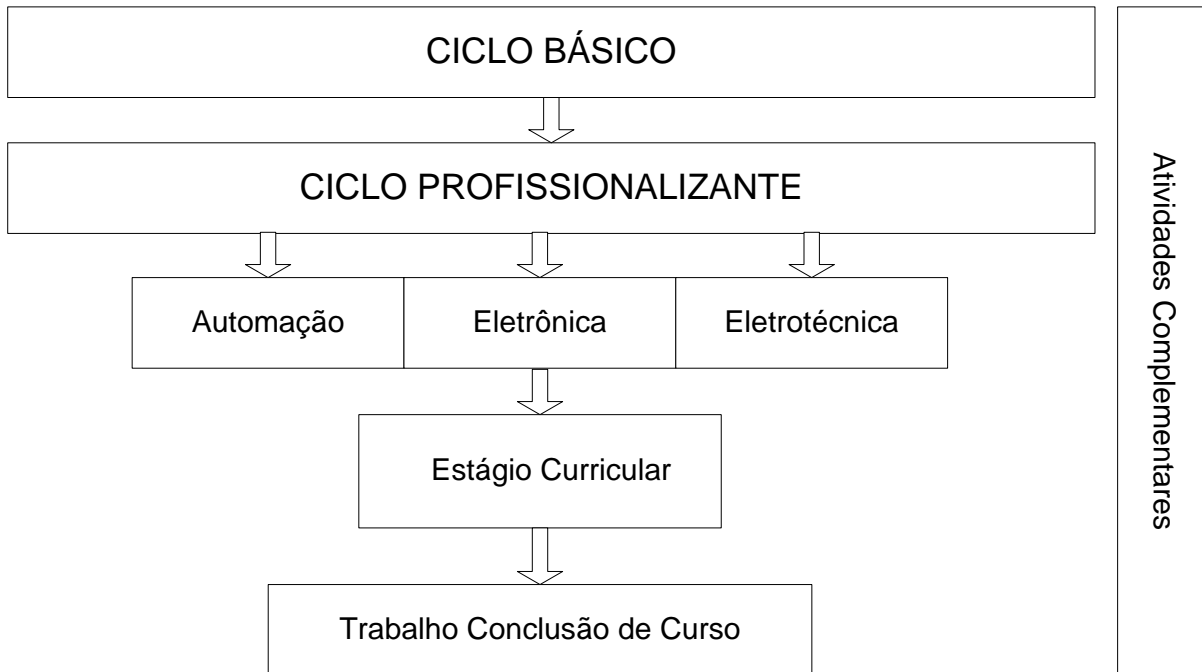 CICLO BÁSICO
CICLO PROFISSIONALIZANTE
Automação
Eletrônica
Eletrotécnica
Estágio Curricular
Trabalho Conclusão de Curso
Atividades Complementares